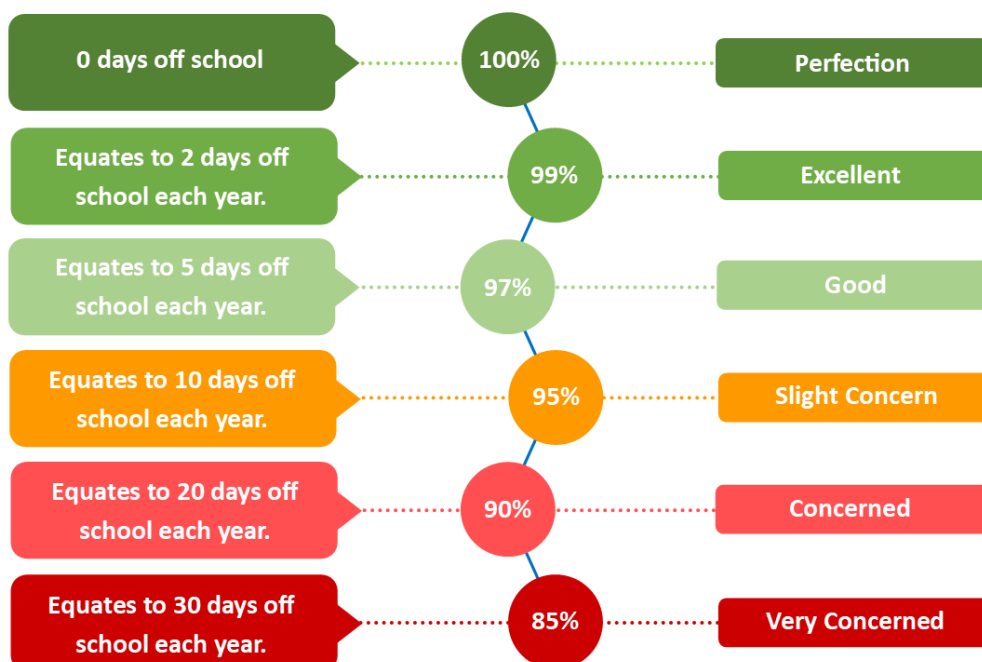 0 days off school
100%
Perfection
Equates to 2 days off
school each year.
99%
Excellent
Equates to 5 days off
school each year.
97%
Good
Equates to 10 days off
school each year.
95%
Slight Concern
Equates to 20 days off
school each year.
90%
Concerned
Equates to 30 days off
school each year.
85%
Very Concerned